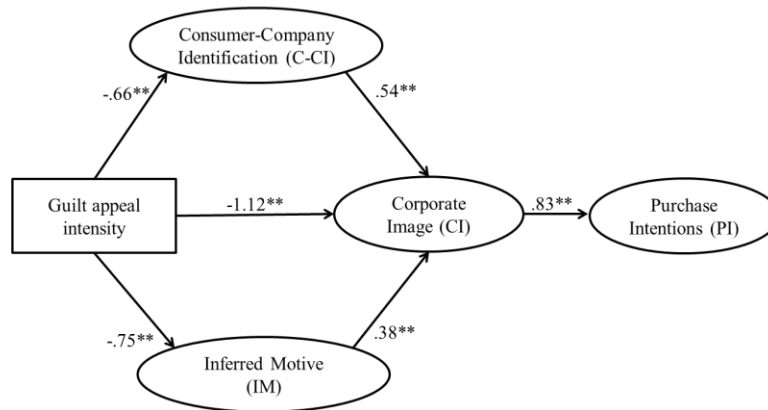 Consumer-Company
Identification (C-CI)
-.66**
.54**
Guilt appeal
intensity
-1.12**
Corporate
Image (CI)
.83**
Purchase
Intentions (PI)
-.75**
.38**
Inferred Motive
(IM)